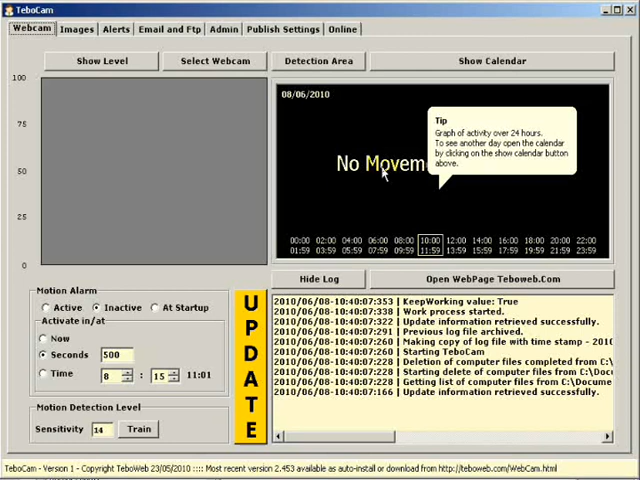 TeboCam
Webcam Images Alerts Email and Ftp Admin Publish Settings Online
Show Level Select Webcam Detection Area Show Calendar
100
75
50
25
0
08/06/2010
No Movem
Tip
Graph of activity over 24 hours.
To see another day open the calendar
by clicking on the show calendar button
above.
00:00 02:00 04:00 06:00 08:00 10:00 12:00 14:00 16:00 18:00 20:00 22:00
01:59 03:59 05:59 07:59 09:59 11:59 13:59 15:59 17:59 19:59 21:59 23:59
Hide Log Open WebPage Teboweb.Com
Motion Alarm
Active Inactive At Startup
Activate in/at
Now
Seconds 500
Time 8 : 15 11:01
Motion Detection Level
Sensitivity 14 Train
UPDATE
2010/06/08-10:40:07:353 | KeepWorking value: True
2010/06/08-10:40:07:338 | Work process started.
2010/06/08-10:40:07:322 | Update information retrieved successfully.
2010/06/08-10:40:07:291 | Previous log file archived.
2010/06/08-10:40:07:260 | Making copy of log file with time stamp - 2010
2010/06/08-10:40:07:260 | Starting TeboCam
2010/06/08-10:40:07:228 | Deletion of computer files completed from C:\
2010/06/08-10:40:07:228 | Starting delete of computer files from C:\Docu
2010/06/08-10:40:07:228 | Getting list of computer files from C:\Docume
2010/06/08-10:40:07:166 | Update information retrieved successfully.
TeboCam - Version 1 - Copyright TeboWeb 23/05/2010 :::: Most recent version 2.453 available as auto-install or download from http://teboweb.com/WebCam.html